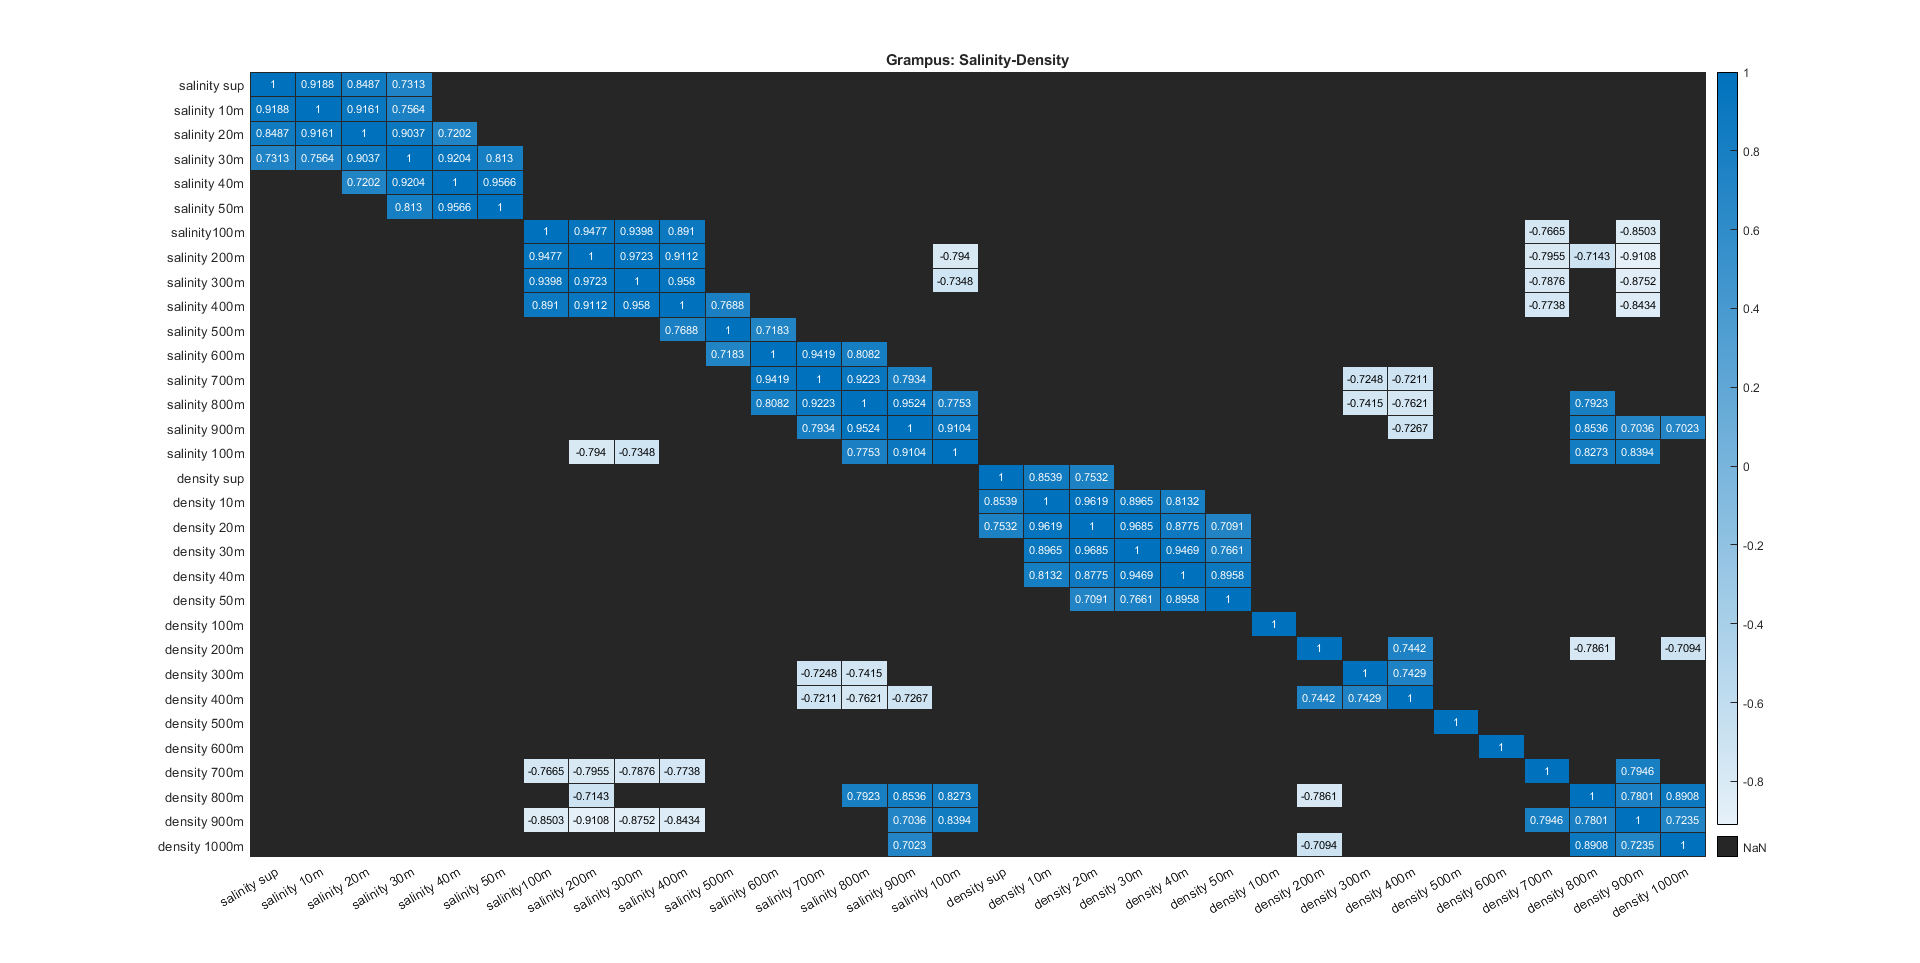 Grampus: Salinity-Density
salinity sup 1 0.9188 0.8487 0.7313
salinity 10m 0.9188 1 0.9161 0.7564
salinity 20m 0.8487 0.9161 1 0.9037 0.7202
salinity 30m 0.7313 0.7564 0.9037 1 0.9204 0.813
salinity 40m 0.7202 0.9204 1 0.9566
salinity 50m 0.813 0.9566 1
salinity100m 1 0.9477 0.9398 0.891 -0.7665 -0.8503
salinity 200m 0.9477 1 0.9723 0.9112 -0.794 -0.7955 -0.7143 -0.9108
salinity 300m 0.9398 0.9723 1 0.958 -0.7348 -0.7876 -0.8752
salinity 400m 0.891 0.9112 0.958 1 0.7688 -0.7738 -0.8434
salinity 500m 0.7688 1 0.7183
salinity 600m 0.7183 1 0.9419 0.8082
salinity 700m 0.9419 1 0.9223 0.7934 -0.7248 -0.7211
salinity 800m 0.8082 0.9223 1 0.9524 0.7753 -0.7415 -0.7621 0.7923
salinity 900m 0.7934 0.9524 1 0.9104 -0.7267 0.8536 0.7036 0.7023
salinity 100m -0.794 -0.7348 0.7753 0.9104 1 0.8273 0.8394
density sup 1 0.8539 0.7532
density 10m 0.8539 1 0.9619 0.8965 0.8132
density 20m 0.7532 0.9619 1 0.9685 0.8775 0.7091
density 30m 0.8965 0.9685 1 0.9469 0.7661
density 40m 0.8132 0.8775 0.9469 1 0.8958
density 50m 0.7091 0.7661 0.8958 1
density 100m 1
density 200m 1 0.7442 -0.7861 -0.7094
density 300m -0.7248 -0.7415 1 0.7429
density 400m -0.7211 -0.7621 -0.7267 0.7442 0.7429 1
density 500m 1
density 600m 1
density 700m -0.7665 -0.7955 -0.7876 -0.7738 1 0.7946
density 800m -0.7143 0.7923 0.8536 0.8273 -0.7861 1 0.7801 0.8908
density 900m -0.8503 -0.9108 -0.8752 -0.8434 0.7036 0.8394 0.7946 0.7801 1 0.7235
density 1000m 0.7023 -0.7094 0.8908 0.7235 1
salinity sup
salinity 10m
salinity 20m
salinity 30m
salinity 40m
salinity 50m
salinity100m
salinity 200m
salinity 300m
salinity 400m
salinity 500m
salinity 600m
salinity 700m
salinity 800m
salinity 900m
salinity 100m
density sup
density 10m
density 20m
density 30m
density 40m
density 50m
density 100m
density 200m
density 300m
density 400m
density 500m
density 600m
density 700m
density 800m
density 900m
density 1000m
1
0.8
0.6
0.4
0.2
0
-0.2
-0.4
-0.6
-0.8
NaN